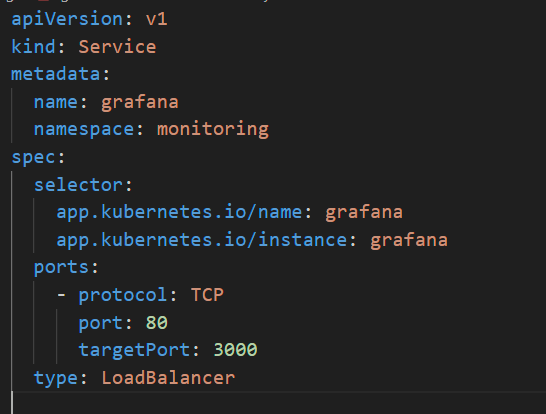 apiVersion: v1
kind: Service
metadata:
  name: grafana
  namespace: monitoring
spec:
  selector:
    app.kubernetes.io/name: grafana
    app.kubernetes.io/instance: grafana
  ports:
    - protocol: TCP
      port: 80
      targetPort: 3000
  type: LoadBalancer